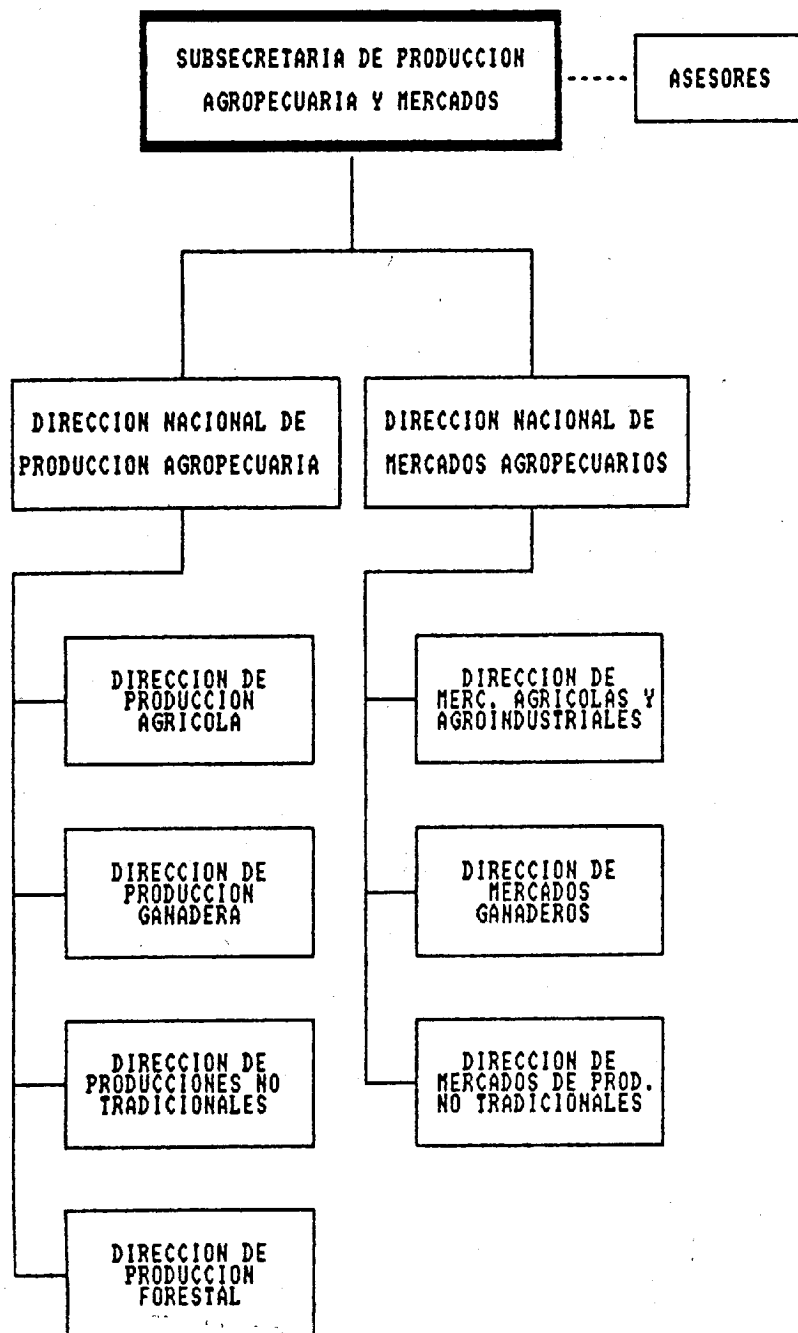 SUBSECRETARIA DE PRODUCCION
AGROPECUARIA Y MERCADOS
ASESORES
DIRECCION NACIONAL DE
PRODUCCION AGROPECUARIA
DIRECCION NACIONAL DE
MERCADOS AGROPECUARIOS
DIRECCION DE
PRODUCCION
AGRICOLA
DIRECCION DE
PRODUCCION
GANADERA
DIRECCION DE
PRODUCCIONES NO
TRADICIONALES
DIRECCION DE
PRODUCCION
FORESTAL
DIRECCION DE
MERC. AGRICOLAS Y
AGROINDUSTRIALES
DIRECCION DE
MERCADOS
GANADEROS
DIRECCION DE
MERCADOS DE PROD.
NO TRADICIONALES